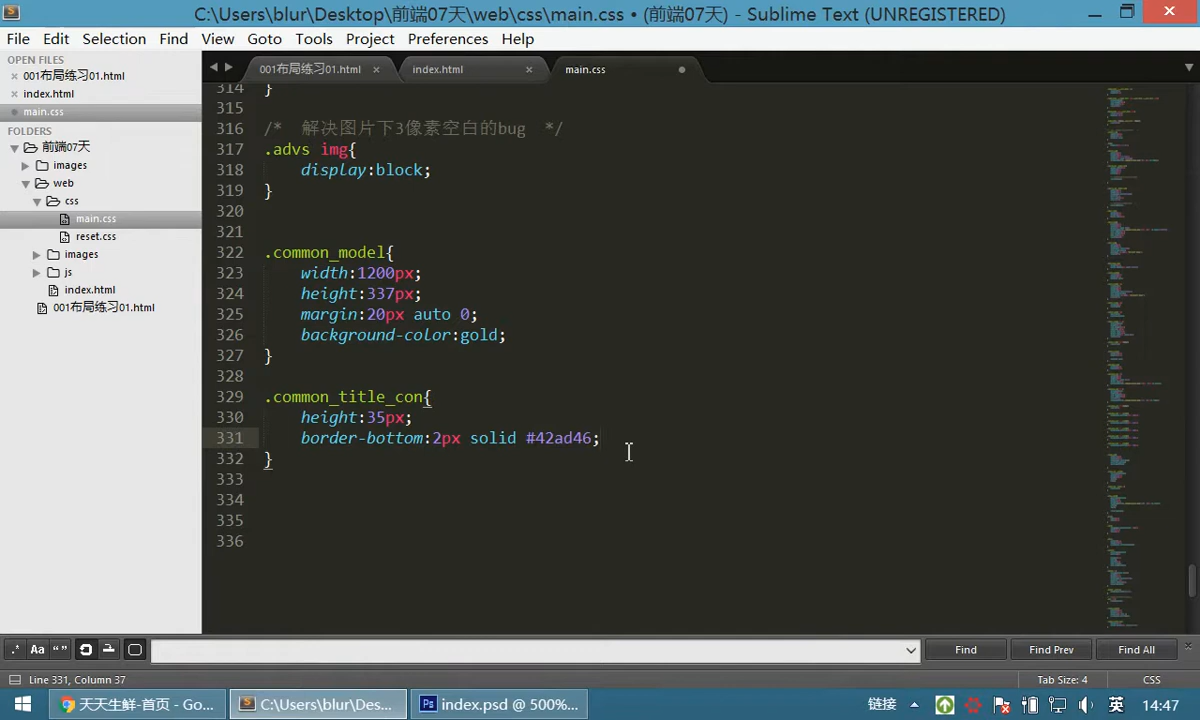 C:\Users\blur\Desktop\前端07天\web\css\main.css • (前端07天) - Sublime Text (UNREGISTERED)
File Edit Selection Find View Goto Tools Project Preferences Help
OPEN FILES
001布局练习01.html
index.html
main.css
FOLDERS
前端07天
images
web
css
main.css
reset.css
images
js
index.html
001布局练习01.html
001布局练习01.html index.html main.css
314 }
315
316 /* 解决图片下3像素空白的bug */
317 .advs img{
318 display:block;
319 }
320
321
322 .common_model{
323 width:1200px;
324 height:337px;
325 margin:20px auto 0;
326 background-color:gold;
327 }
328
329 .common_title_con{
330 height:35px;
331 border-bottom:2px solid #42ad46;
332 }
333
334
335
336
.* Aa “ ” Find Find Prev Find All
Line 331, Column 37 Tab Size: 4 CSS
天天生鲜-首页 - Go... C:\Users\blur\Des... Ps index.psd @ 500%... 链接 英 14:47